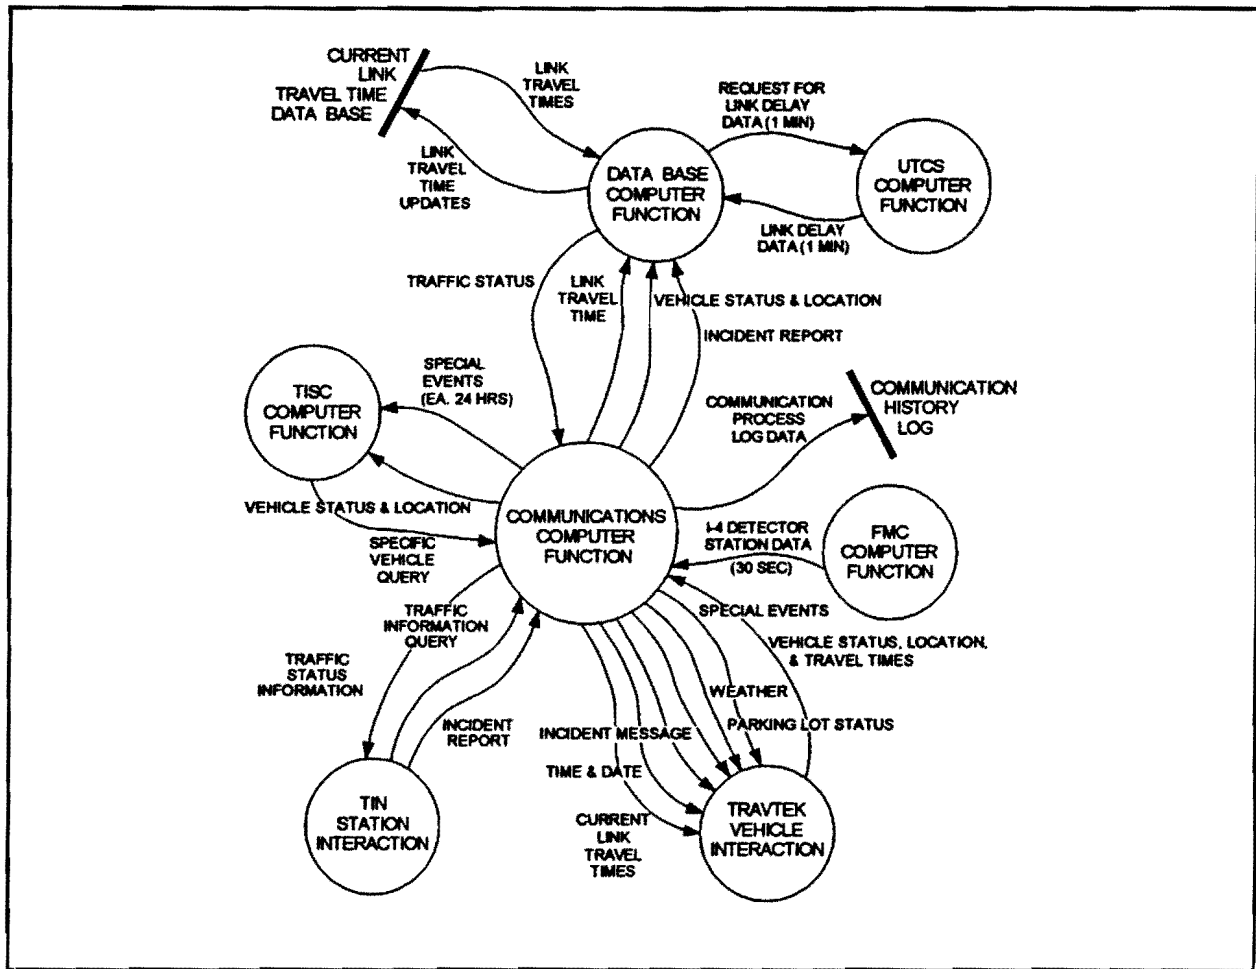 CURRENT
LINK
TRAVEL TIME
DATA BASE
LINK
TRAVEL
TIMES
LINK
TRAVEL
TIME
UPDATES
DATA BASE
COMPUTER
FUNCTION
REQUEST FOR
LINK DELAY
DATA (1 MIN)
UTCS
COMPUTER
FUNCTION
LINK DELAY
DATA (1 MIN)
TRAFFIC STATUS
LINK
TRAVEL
TIME
VEHICLE STATUS & LOCATION
INCIDENT REPORT
TISC
COMPUTER
FUNCTION
SPECIAL
EVENTS
(EA. 24 HRS)
COMMUNICATION
PROCESS
LOG DATA
COMMUNICATION
HISTORY
LOG
VEHICLE STATUS & LOCATION
SPECIFIC
VEHICLE
QUERY
COMMUNICATIONS
COMPUTER
FUNCTION
I-4 DETECTOR
STATION DATA
(30 SEC)
FMC
COMPUTER
FUNCTION
TRAFFIC
INFORMATION
QUERY
TRAFFIC
STATUS
INFORMATION
INCIDENT
REPORT
SPECIAL EVENTS
VEHICLE STATUS, LOCATION,
& TRAVEL TIMES
WEATHER
PARKING LOT STATUS
INCIDENT MESSAGE
TIME & DATE
CURRENT
LINK
TRAVEL
TIMES
TIN
STATION
INTERACTION
TRAVTEK
VEHICLE
INTERACTION